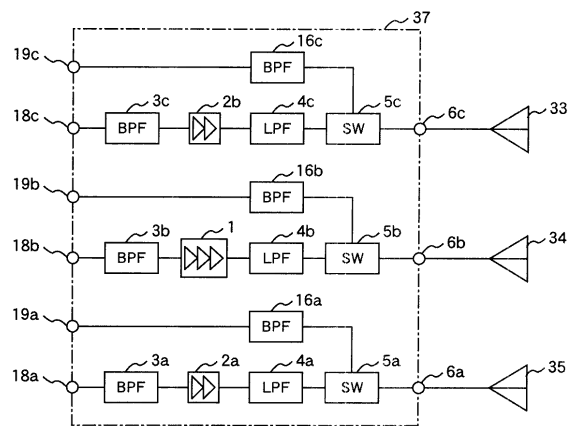 37
19c
16c
BPF
18c
3c
2b
4c
5c
6c
33
BPF
LPF
SW
19b
16b
BPF
18b
3b
1
4b
5b
6b
34
BPF
LPF
SW
19a
16a
BPF
18a
3a
2a
4a
5a
6a
35
BPF
LPF
SW